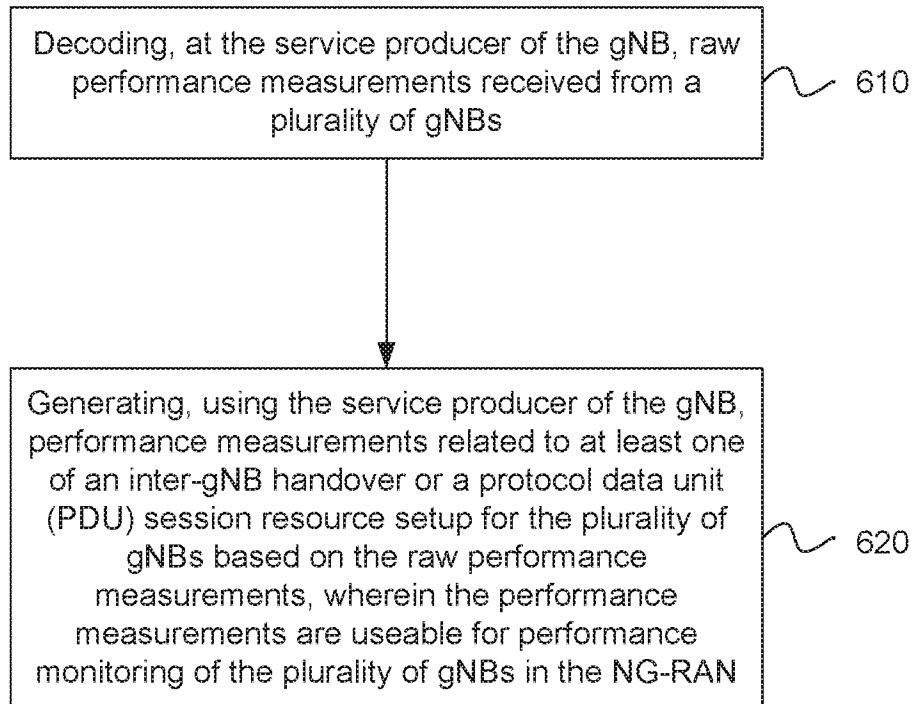 Decoding, at the service producer of the gNB, raw
performance measurements received from a
plurality of gNBs
610
Generating, using the service producer of the gNB,
performance measurements related to at least one
of an inter-gNB handover or a protocol data unit
(PDU) session resource setup for the plurality of
gNBs based on the raw performance
measurements, wherein the performance
measurements are useable for performance
monitoring of the plurality of gNBs in the NG-RAN
620